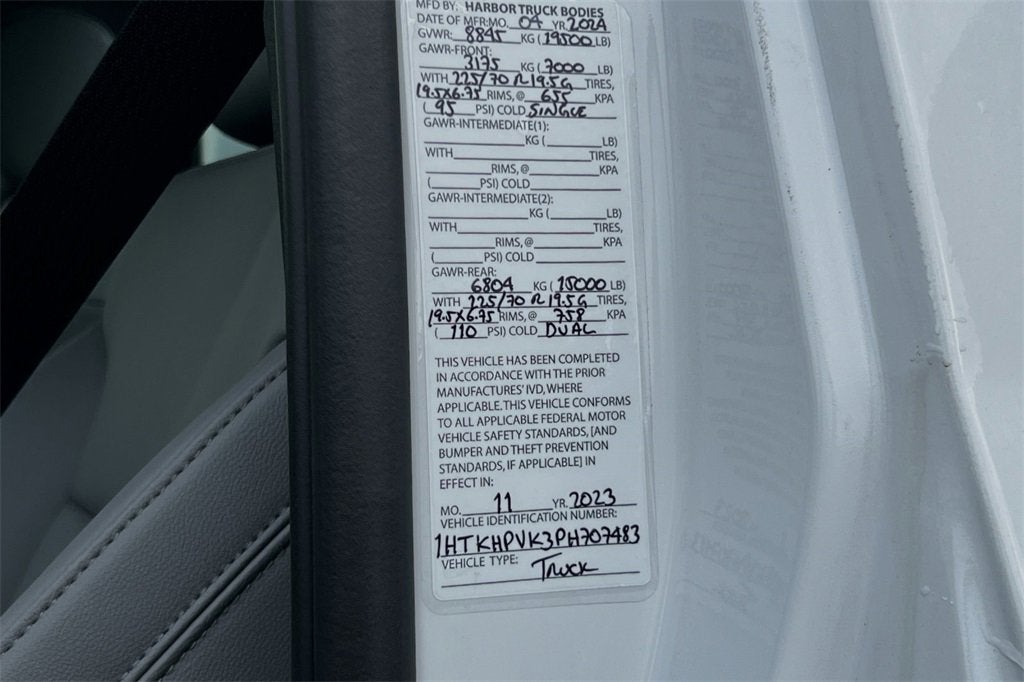 MFD BY: HARBOR TRUCK BODIES
DATE OF MFR: MO. 04 YR. 2024
GVWR: 8845 KG ( 19500 LB)
GAWR-FRONT:
3175 KG ( 7000 LB)
WITH 225/70 R 19.5G TIRES,
19.5X6.75 RIMS, @ 655 KPA
( 95 PSI) COLD SINGLE
GAWR-INTERMEDIATE(1):
KG ( LB)
WITH TIRES,
RIMS, @ KPA
( PSI) COLD
GAWR-INTERMEDIATE(2):
KG ( LB)
WITH TIRES,
RIMS, @ KPA
( PSI) COLD
GAWR-REAR:
6804 KG ( 15000 LB)
WITH 225/70 R 19.5G TIRES,
19.5X6.75 RIMS, @ 758 KPA
( 110 PSI) COLD DUAL
THIS VEHICLE HAS BEEN COMPLETED
IN ACCORDANCE WITH THE PRIOR
MANUFACTURES' IVD, WHERE
APPLICABLE. THIS VEHICLE CONFORMS
TO ALL APPLICABLE FEDERAL MOTOR
VEHICLE SAFETY STANDARDS, [AND
BUMPER AND THEFT PREVENTION
STANDARDS, IF APPLICABLE] IN
EFFECT IN:
MO. 11 YR. 2023
VEHICLE IDENTIFICATION NUMBER:
1HTKHPVK3PH707483
VEHICLE TYPE: Truck